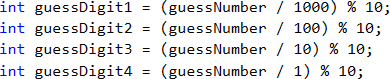 int guessDigit1 = (guessNumber / 1000) % 10;
int guessDigit2 = (guessNumber / 100) % 10;
int guessDigit3 = (guessNumber / 10) % 10;
int guessDigit4 = (guessNumber / 1) % 10;